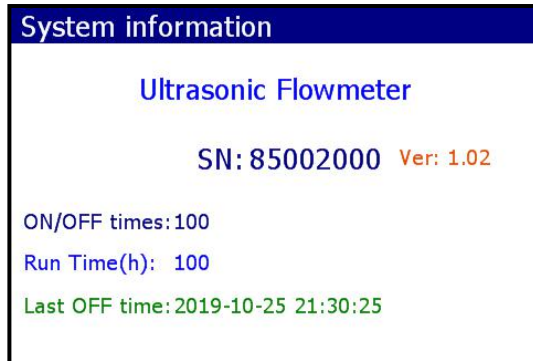 System information
Ultrasonic Flowmeter
SN: 85002000 Ver: 1.02
ON/OFF times: 100
Run Time(h): 100
Last OFF time: 2019-10-25 21:30:25